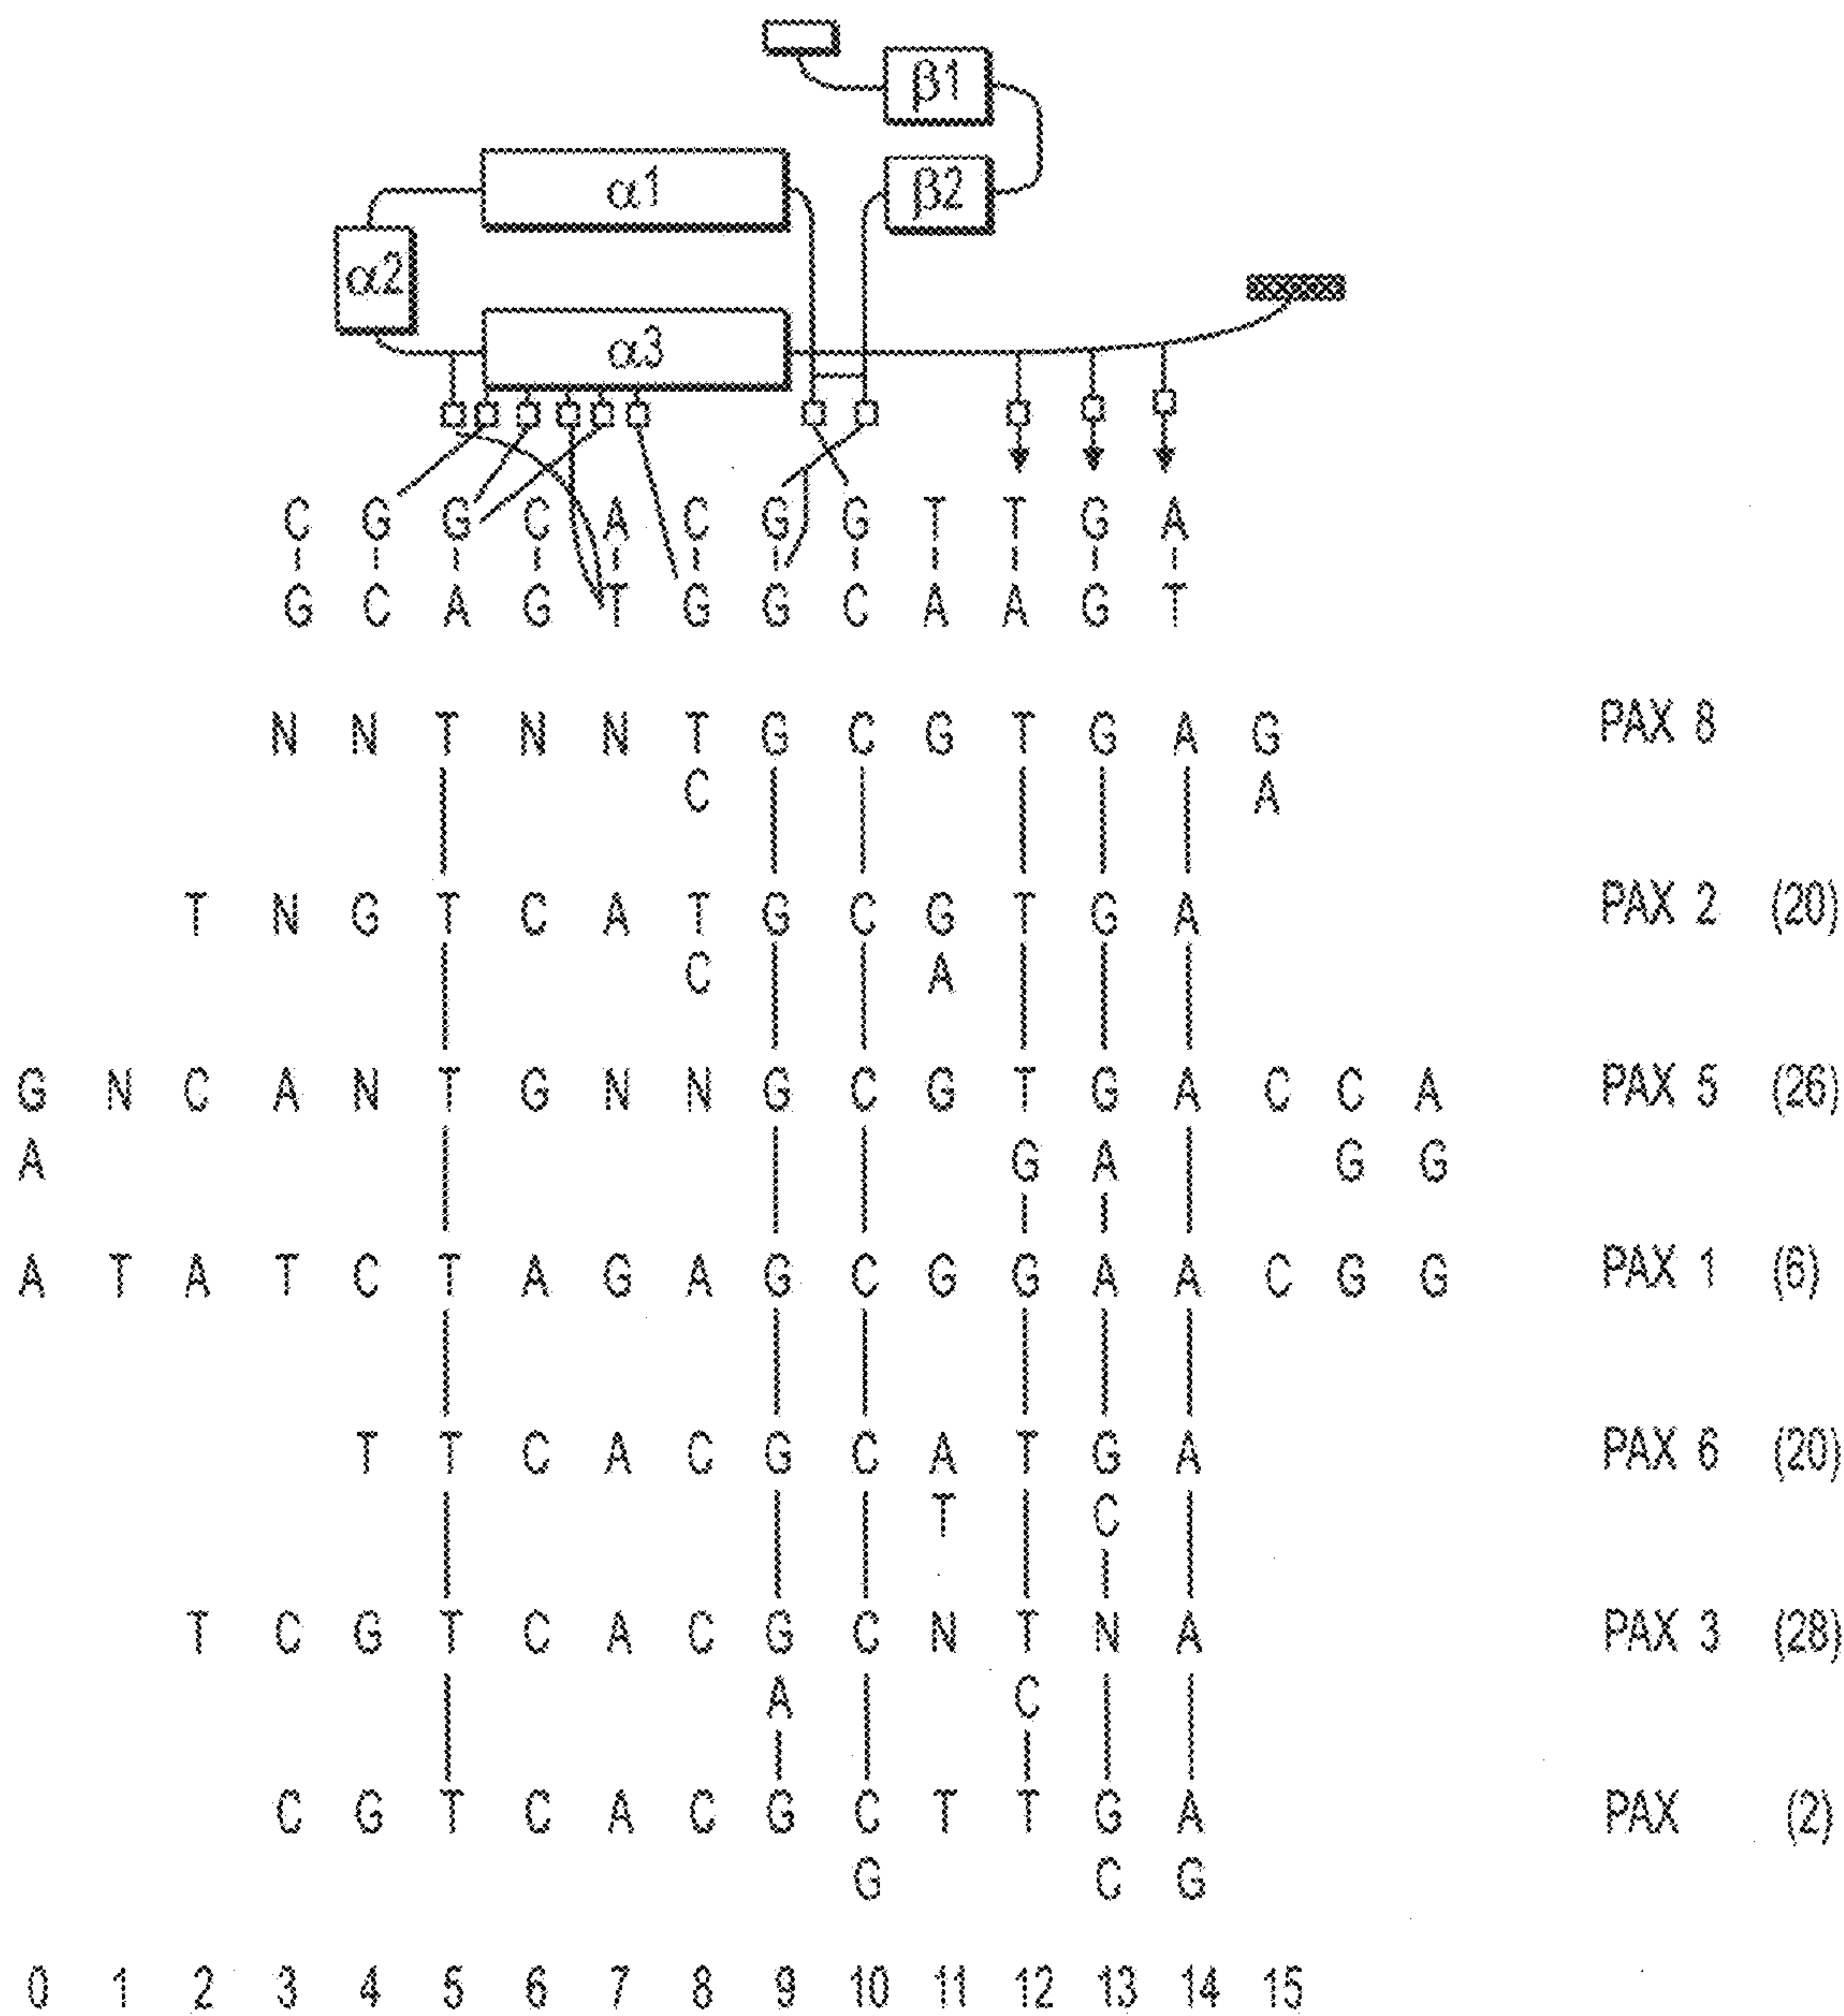 β1
α1 β2
α2
α3
C G G C A C G G T T G A
G C A G T G G C A A G T
N N T N N T G C G T G A G PAX 8
C A
T N G T C A T G C G T G A PAX 2 (20)
C A
G N C A N T G N N G C G T G A C C A PAX 5 (26)
A G A G G
A T A T C T A G A G C G G A A C G G PAX 1 (6)
T T C A C G C A T G A PAX 6 (20)
T C
T C G T C A C G C N T N A PAX 3 (28)
A C
C G T C A C G C T T G A PAX (2)
G C G
0 1 2 3 4 5 6 7 8 9 10 11 12 13 14 15